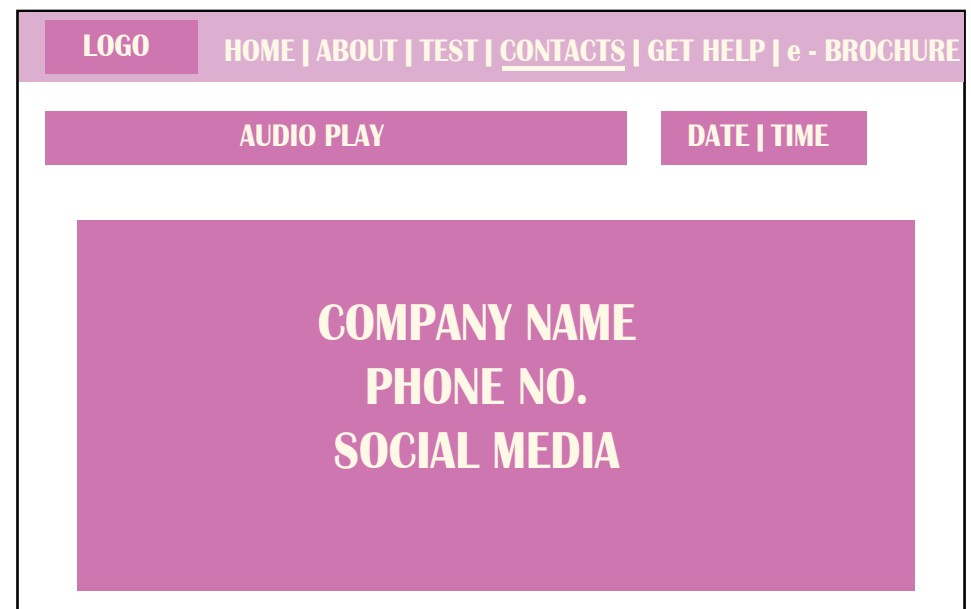 LOGO
HOME | ABOUT | TEST | CONTACTS | GET HELP | e - BROCHURE
AUDIO PLAY
DATE | TIME
COMPANY NAME
PHONE NO.
SOCIAL MEDIA